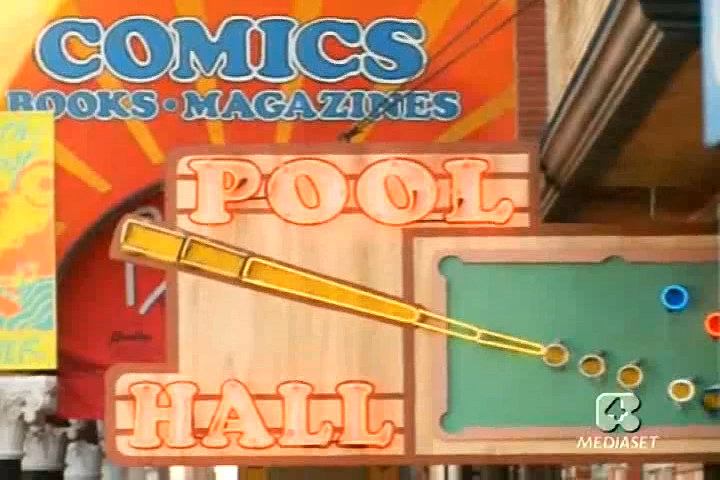 COMICS
BOOKS • MAGAZINES
POOL
HALL
4
MEDIASET